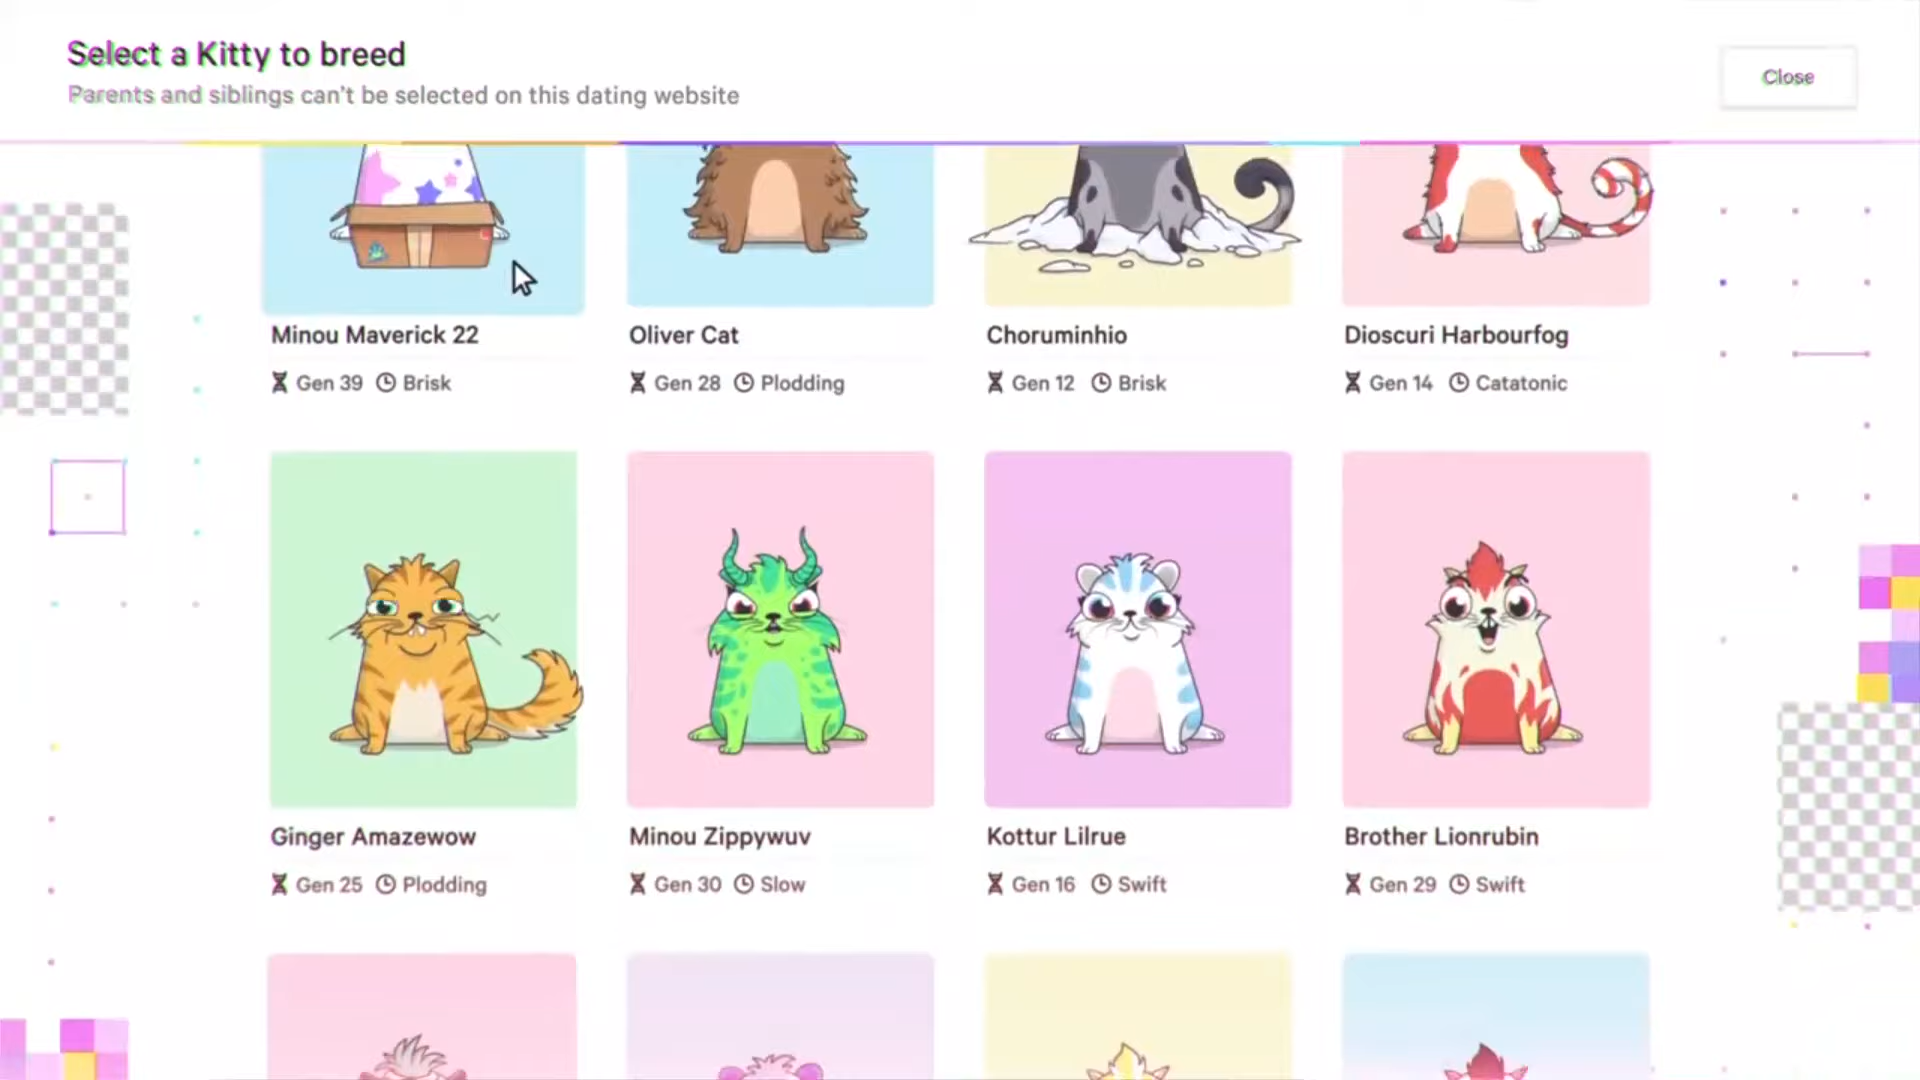 Select a Kitty to breed
Parents and siblings can't be selected on this dating website
Close
Minou Maverick 22
Gen 39 Brisk
Oliver Cat
Gen 28 Plodding
Choruminhio
Gen 12 Brisk
Dioscuri Harbourfog
Gen 14 Catatonic
Ginger Amazewow
Gen 25 Plodding
Minou Zippywuv
Gen 30 Slow
Kottur Lilrue
Gen 16 Swift
Brother Lionrubin
Gen 29 Swift